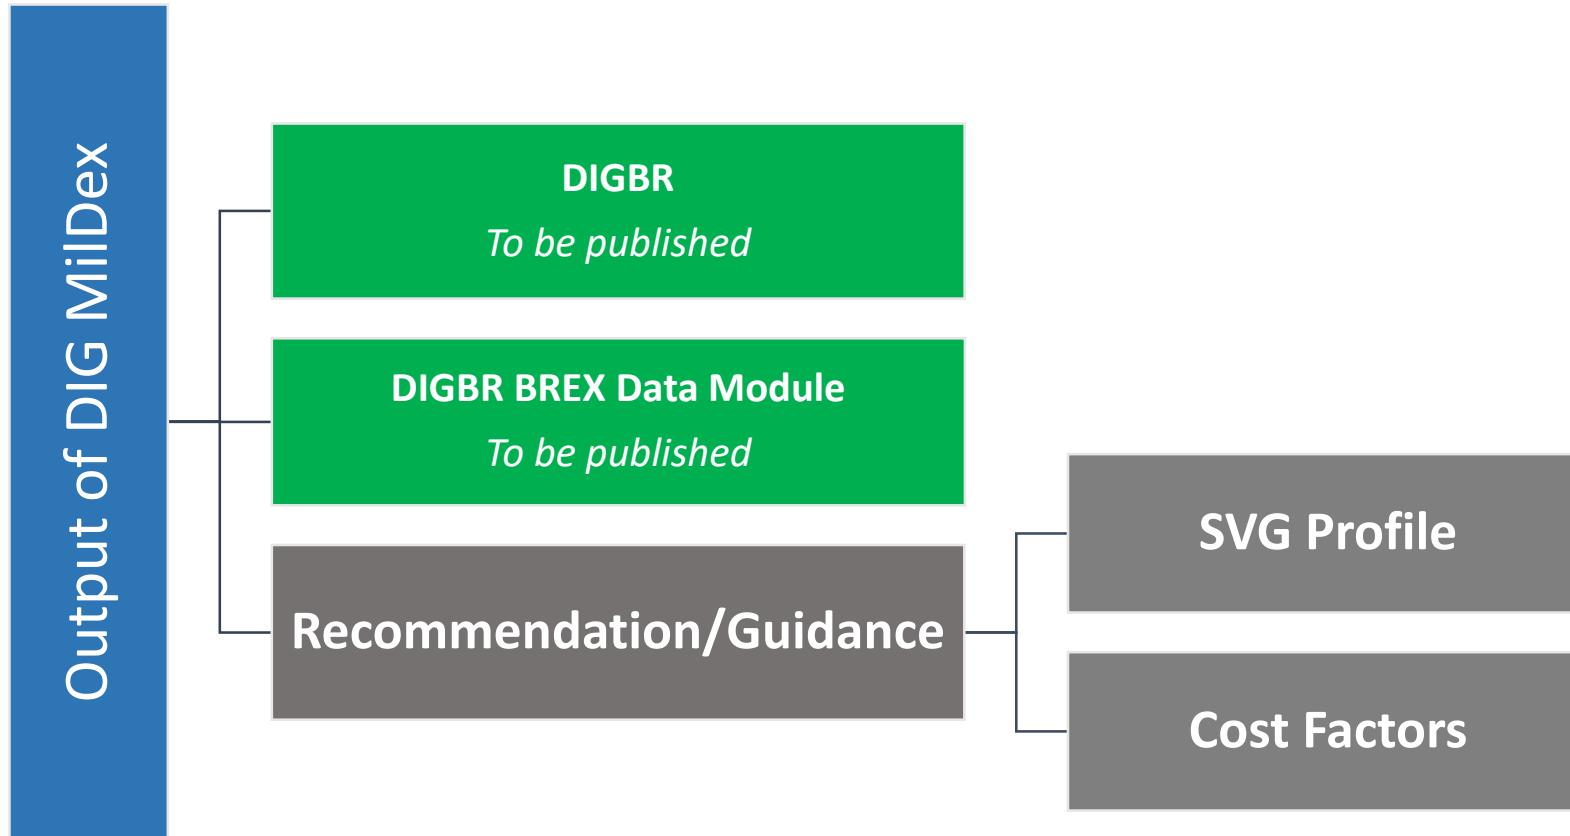 Output of DIG MilDex
DIGBR
To be published
DIGBR BREX Data Module
To be published
Recommendation/Guidance
SVG Profile
Cost Factors